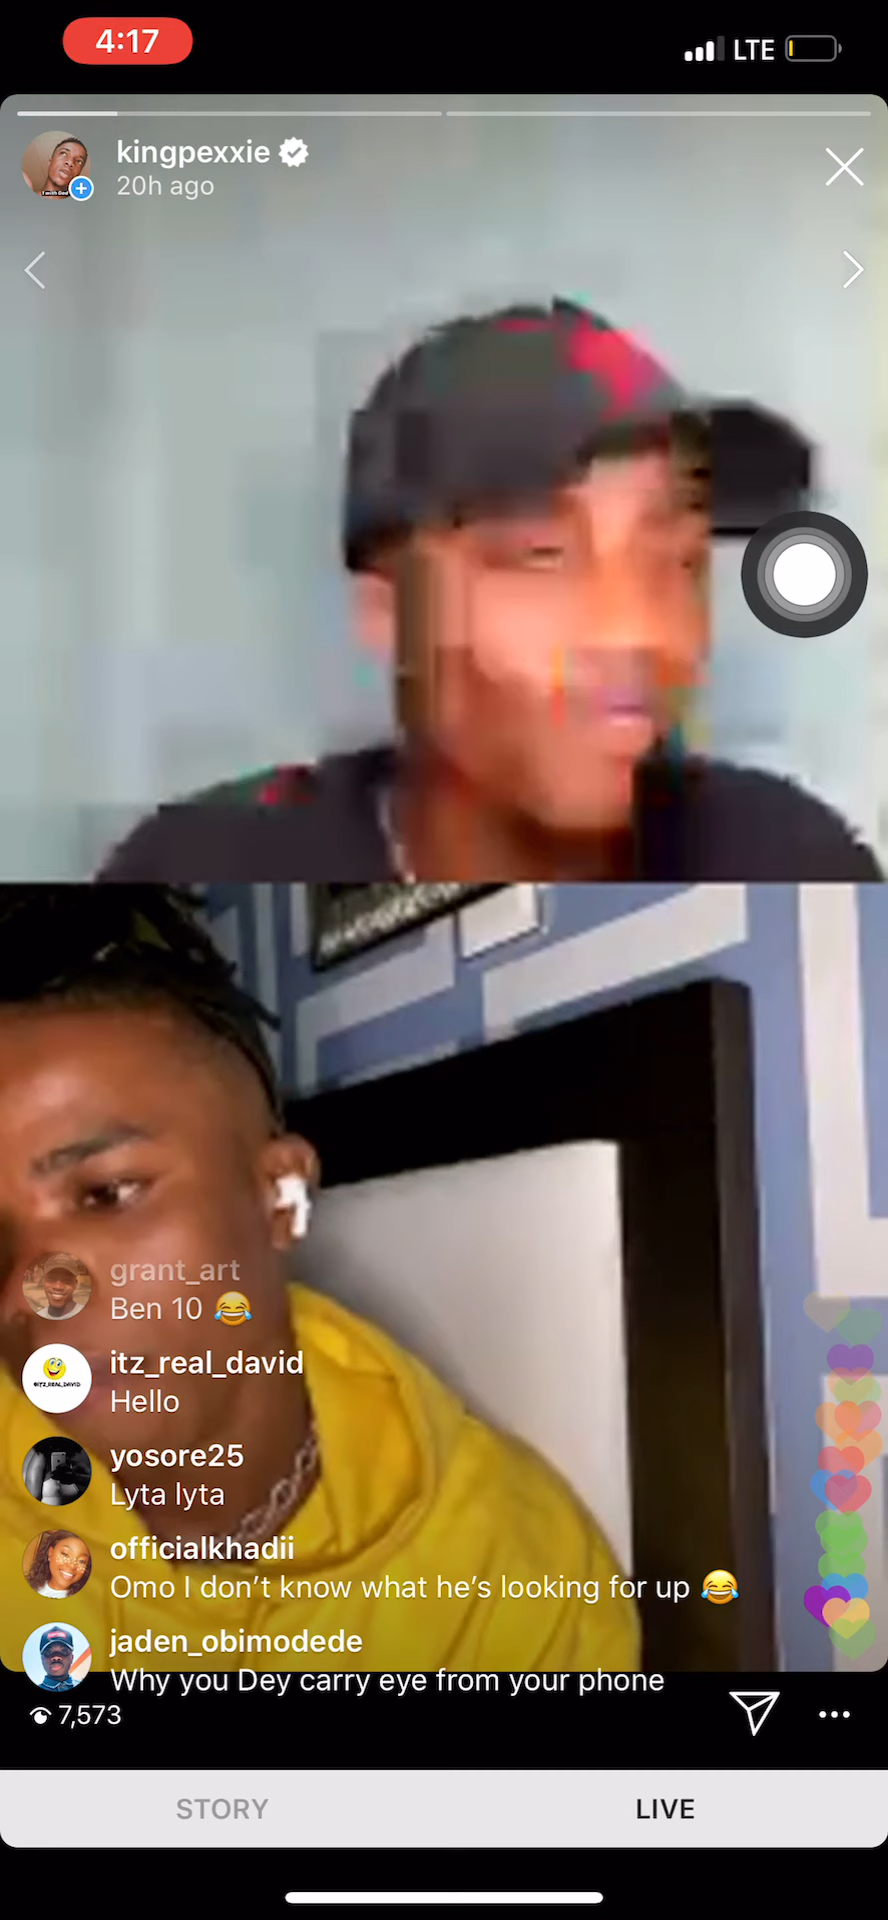 4:17
LTE
kingpexxie
20h ago
grant_art
Ben 10 😂
itz_real_david
Hello
yosore25
Lyta lyta
officialkhadii
Omo I don't know what he's looking for up 😂
jaden_obimodede
Why you Dey carry eye from your phone
7,573
STORY
LIVE